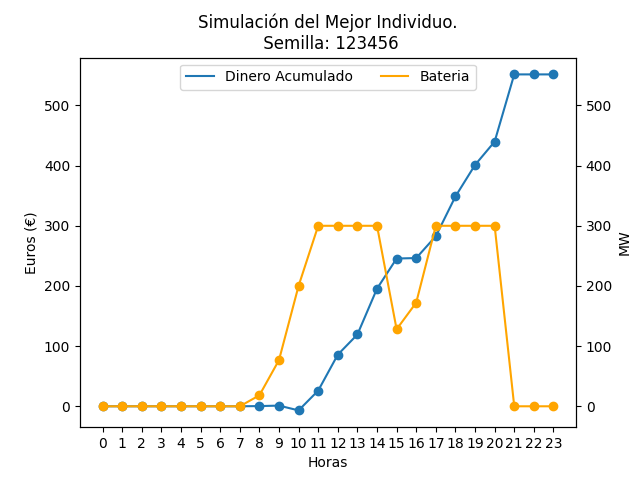 Simulación del Mejor Individuo.
Semilla: 123456
Dinero Acumulado
Bateria
500
400
300
200
100
0
Euros (€)
500
400
300
200
100
0
MW
0 1 2 3 4 5 6 7 8 9 10 11 12 13 14 15 16 17 18 19 20 21 22 23
Horas